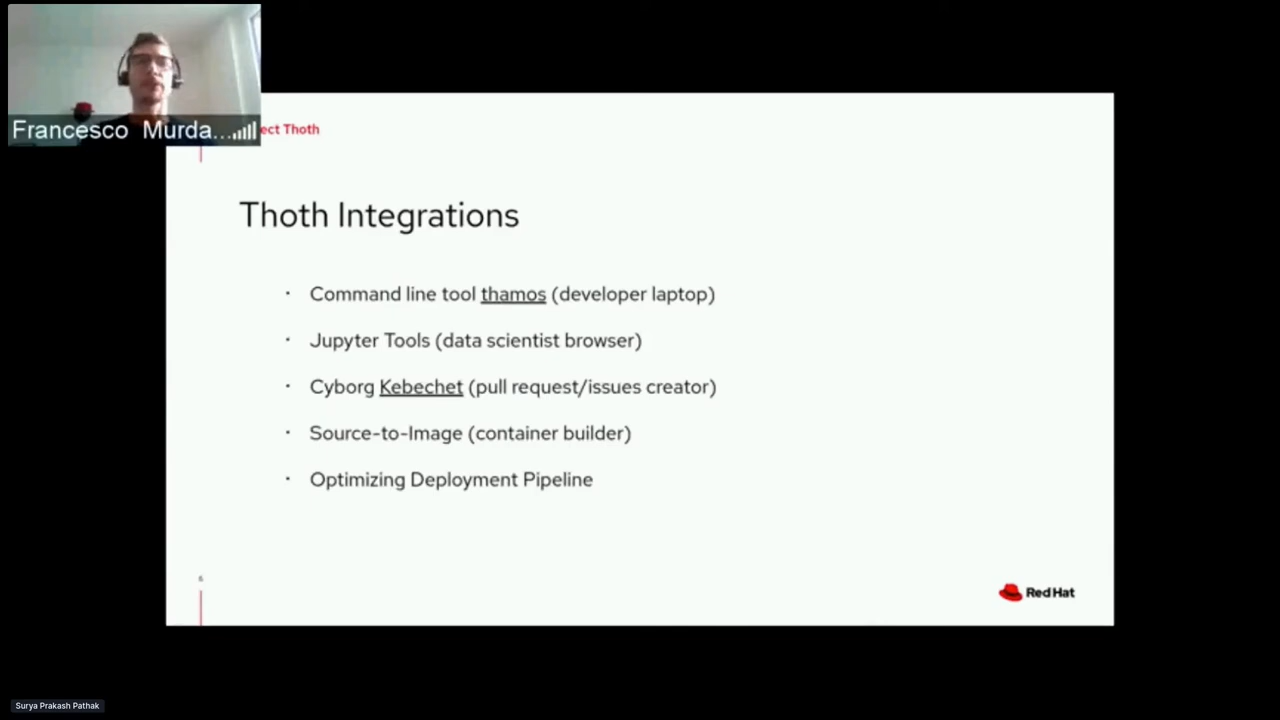 Francesco Murda...
ect Thoth
Thoth Integrations
· Command line tool thamos (developer laptop)
· Jupyter Tools (data scientist browser)
· Cyborg Kebechet (pull request/issues creator)
· Source-to-Image (container builder)
· Optimizing Deployment Pipeline
6
Red Hat
Surya Prakash Pathak